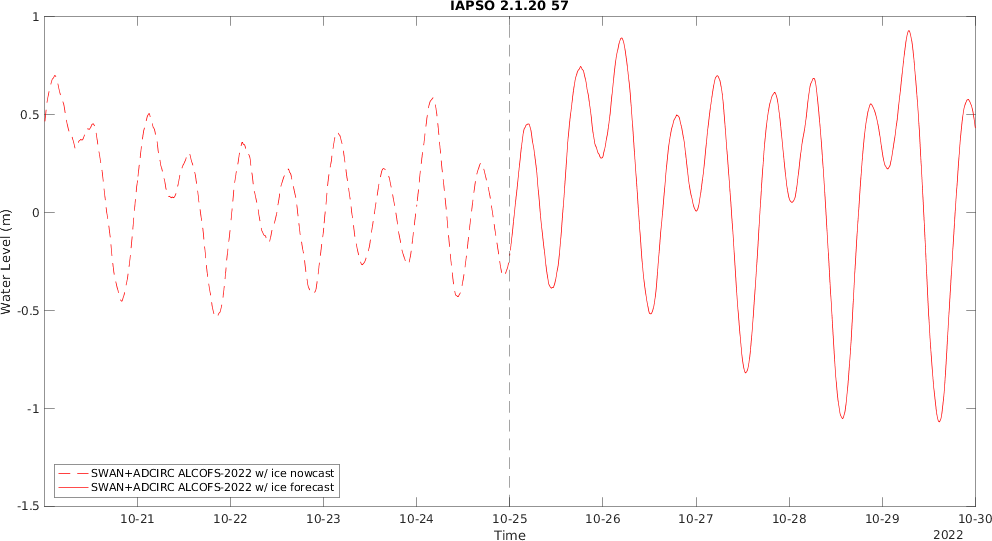 IAPSO 2.1.20 57
1
0.5
0
-0.5
-1
-1.5
Water Level (m)
SWAN+ADCIRC ALCOFS-2022 w/ ice nowcast
SWAN+ADCIRC ALCOFS-2022 w/ ice forecast
10-21 10-22 10-23 10-24 10-25 10-26 10-27 10-28 10-29 10-30
Time
2022